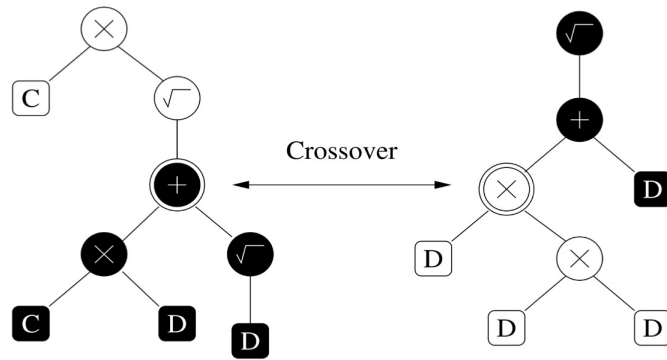 × √
C √ +
Crossover
+ × D
× √ D ×
C D D D D